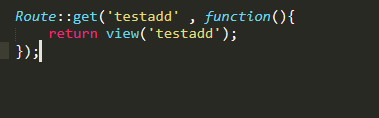 Route::get('testadd' , function(){
    return view('testadd');
});